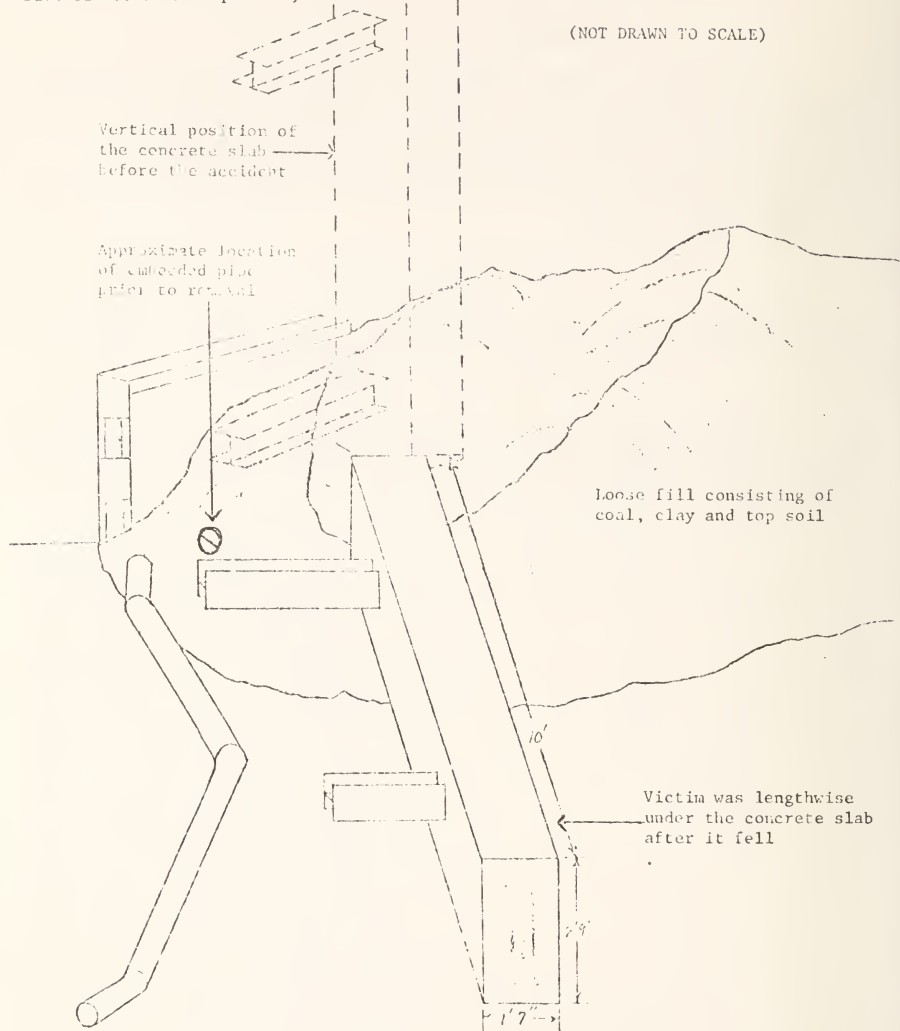 (NOT DRAWN TO SCALE)
Vertical position of
the concrete slab
before the accident
Approximate location
of embedded pipe
prior to removal
Loose fill consisting of
coal, clay and top soil
10'
Victim was lengthwise
under the concrete slab
after it fell
1'7"